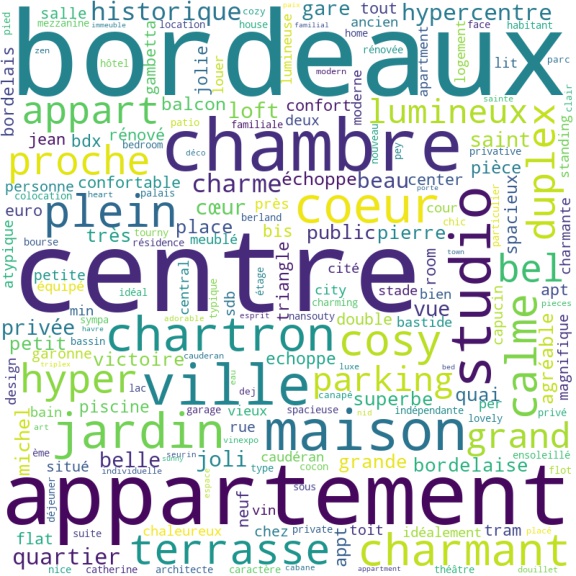 bordeaux
centre
appartement
chambre
ville
maison
jardin
studio
chartron
coeur
plein
hyper
cosy
duplex
calme
terrasse
charmant
lumineux
appart
proche
parking
grand
bel
historique
hypercentre
gare
tout
salle
ancien
mezzanine
immeuble
cozy
location
house
familial
paix
face
habitant
pied
zen
hôtel
modern
home
rénovée
parc
bordelais
gambetta
jolie
louer
lumineuse
moderne
apartment
logement
lit
sainte
clair
balcon
loft
confort
deux
familiale
patio
jean
bdx
rénové
bedroom
déco
nouveau
pey
saint
pièce
privative
standing
personne
confortable
palais
charme
échoppe
beau
center
porte
colocation
heart
euro
cœur
près
berland
public
pierre
cour
chic
particulier
spacieux
charmante
bourse
très
tourny
place
meublé
bis
résidence
atypique
petite
équipé
idéal
central
typique
sdb
étage
triangle
cité
city
charming
stade
vue
room
bien
town
apt
pieces
privée
min
sympa
bassin
havre
adorable
esprit
mansouty
double
bastide
capucin
agréable
magnifique
petit
garonne
triples
victoire
cauderan
echoppe
luxe
bed
quai
design
lac
dej
eau
canapé
superbe
per
privé
michel
bain
art
piscine
garage
vieux
spacieuse
nid
indépendante
lovely
ensoleillé
ème
belle
seurin
sunny
joli
rue
vinexpo
caudéran
cocon
grande
bordelaise
flot
situé
individuelle
type
espace
déjeuner
neuf
vin
sous
flat
suite
chaleureux
chez
private
appt
toit
idéalement
tram
place
quartier
nice
catherine
architecte
caractère
cabane
appartment
théâtre
douillet